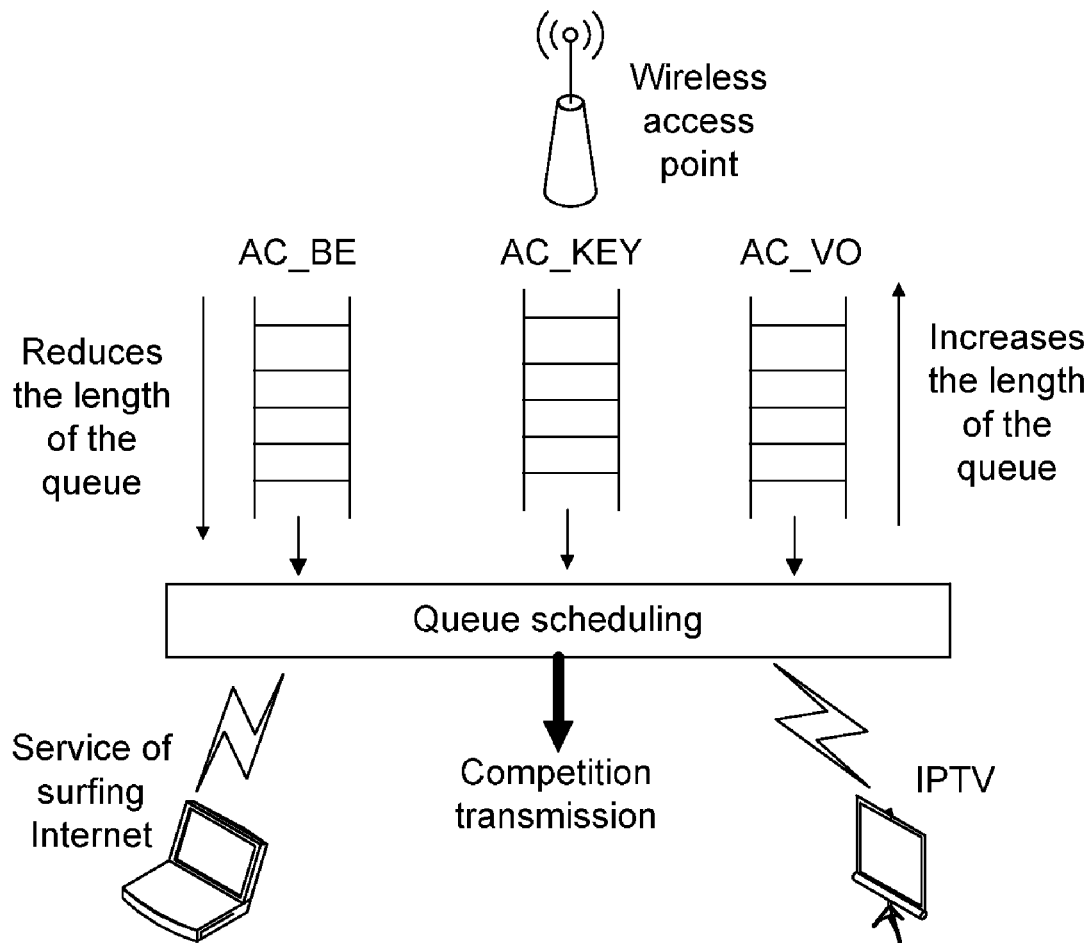 Wireless
access
point
AC_BE
AC_KEY
AC_VO
Reduces
the length
of the
queue
Increases
the length
of the
queue
Queue scheduling
Service of
surfing
Internet
Competition
transmission
IPTV